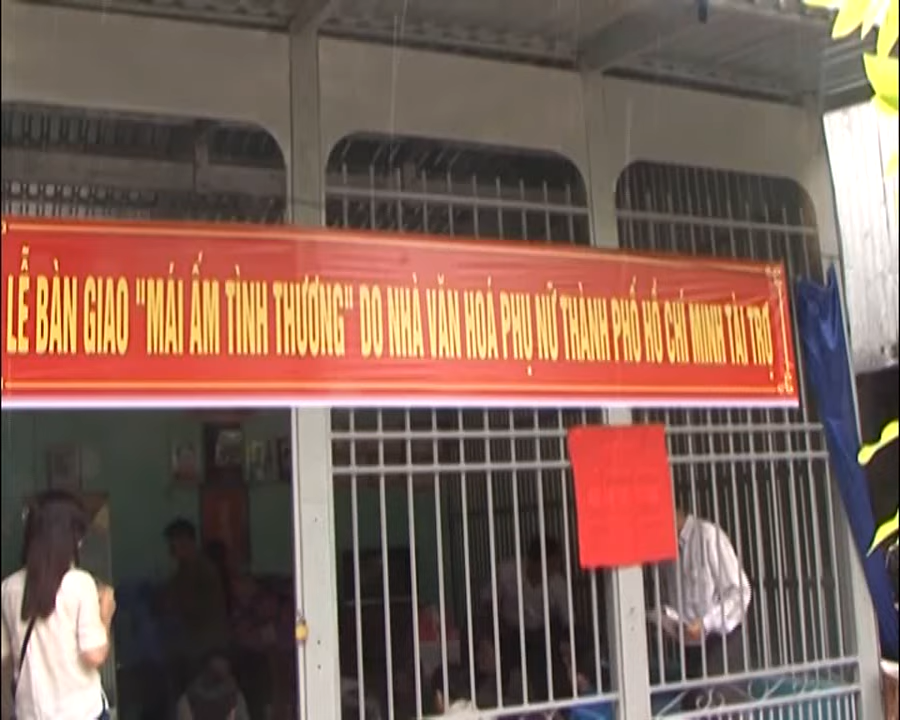 LỄ BÀN GIAO "MÁI ẤM TÌNH THƯƠNG" DO NHÀ VĂN HOÁ PHỤ NỮ THÀNH PHỐ HỒ CHÍ MINH TÀI TRỢ